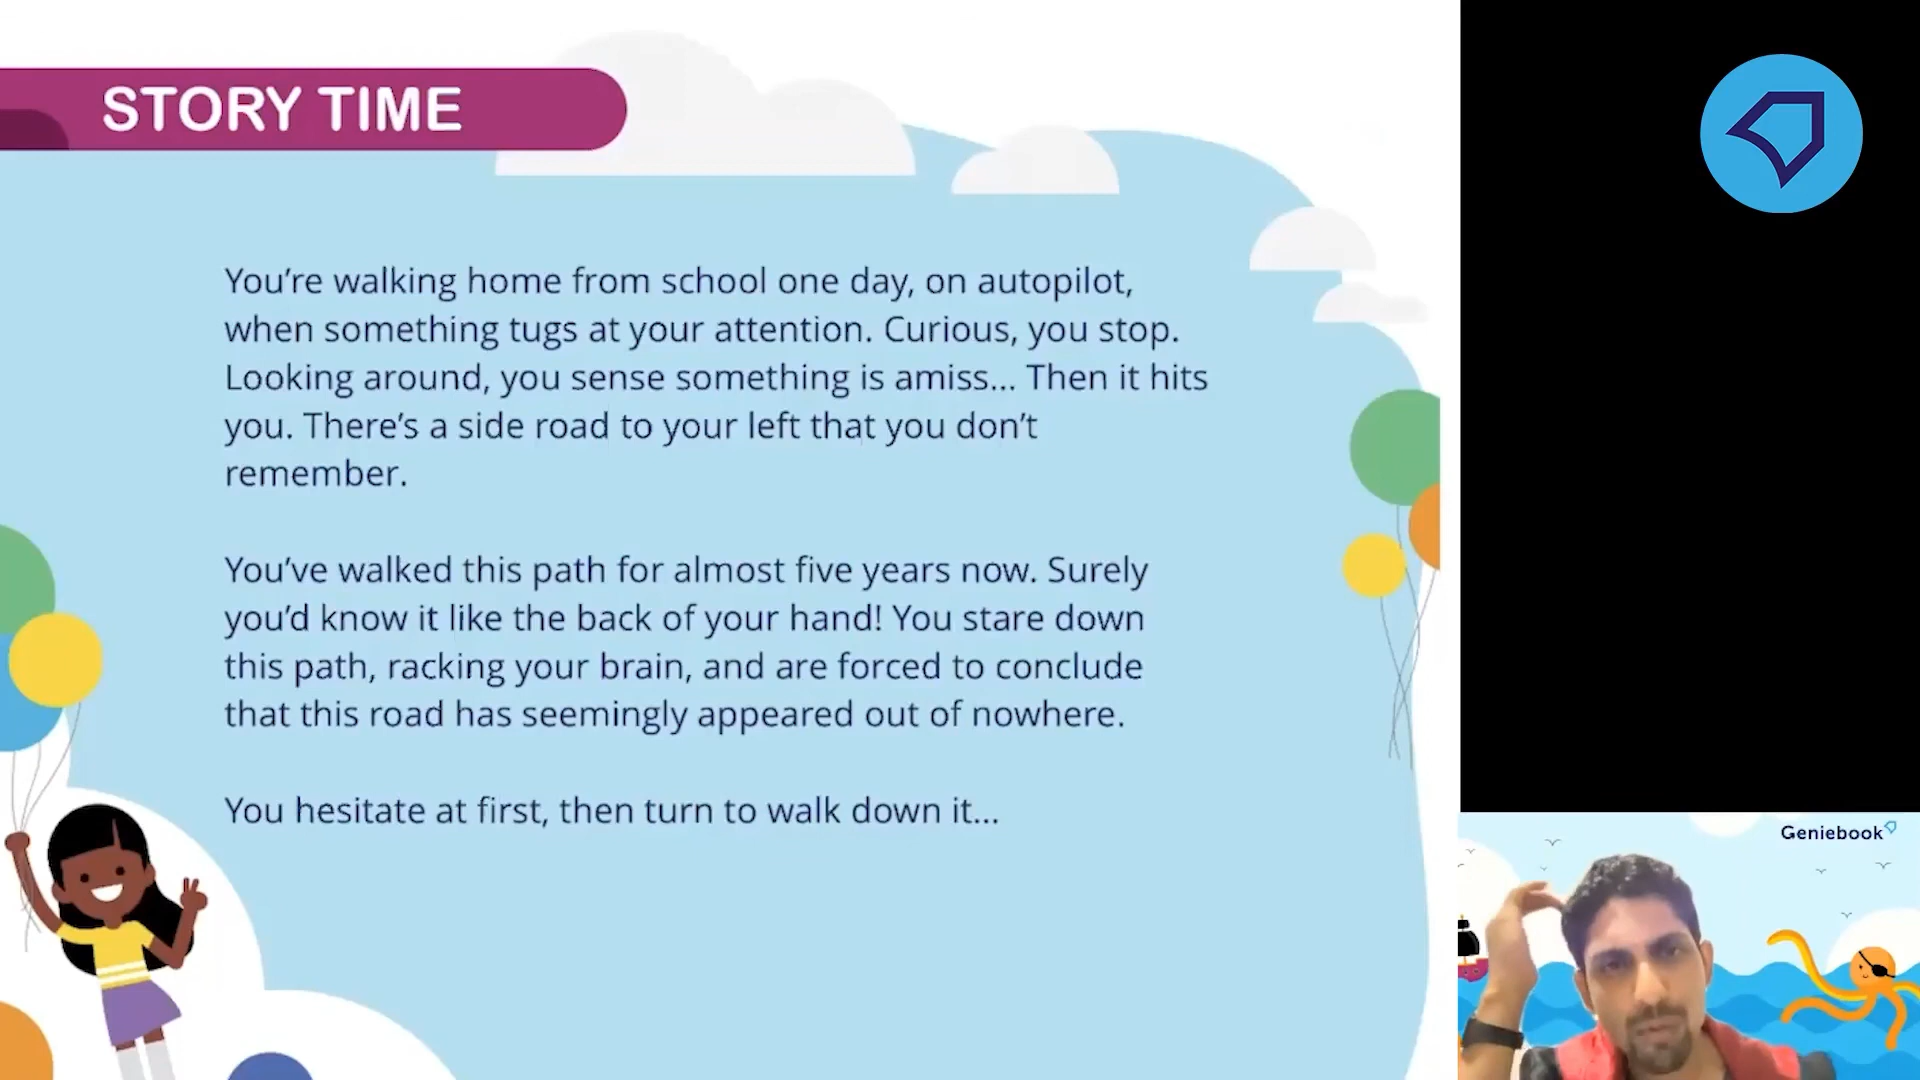 STORY TIME
You’re walking home from school one day, on autopilot,
when something tugs at your attention. Curious, you stop.
Looking around, you sense something is amiss... Then it hits
you. There’s a side road to your left that you don’t
remember.
You’ve walked this path for almost five years now. Surely
you’d know it like the back of your hand! You stare down
this path, racking your brain, and are forced to conclude
that this road has seemingly appeared out of nowhere.
You hesitate at first, then turn to walk down it...
Geniebook